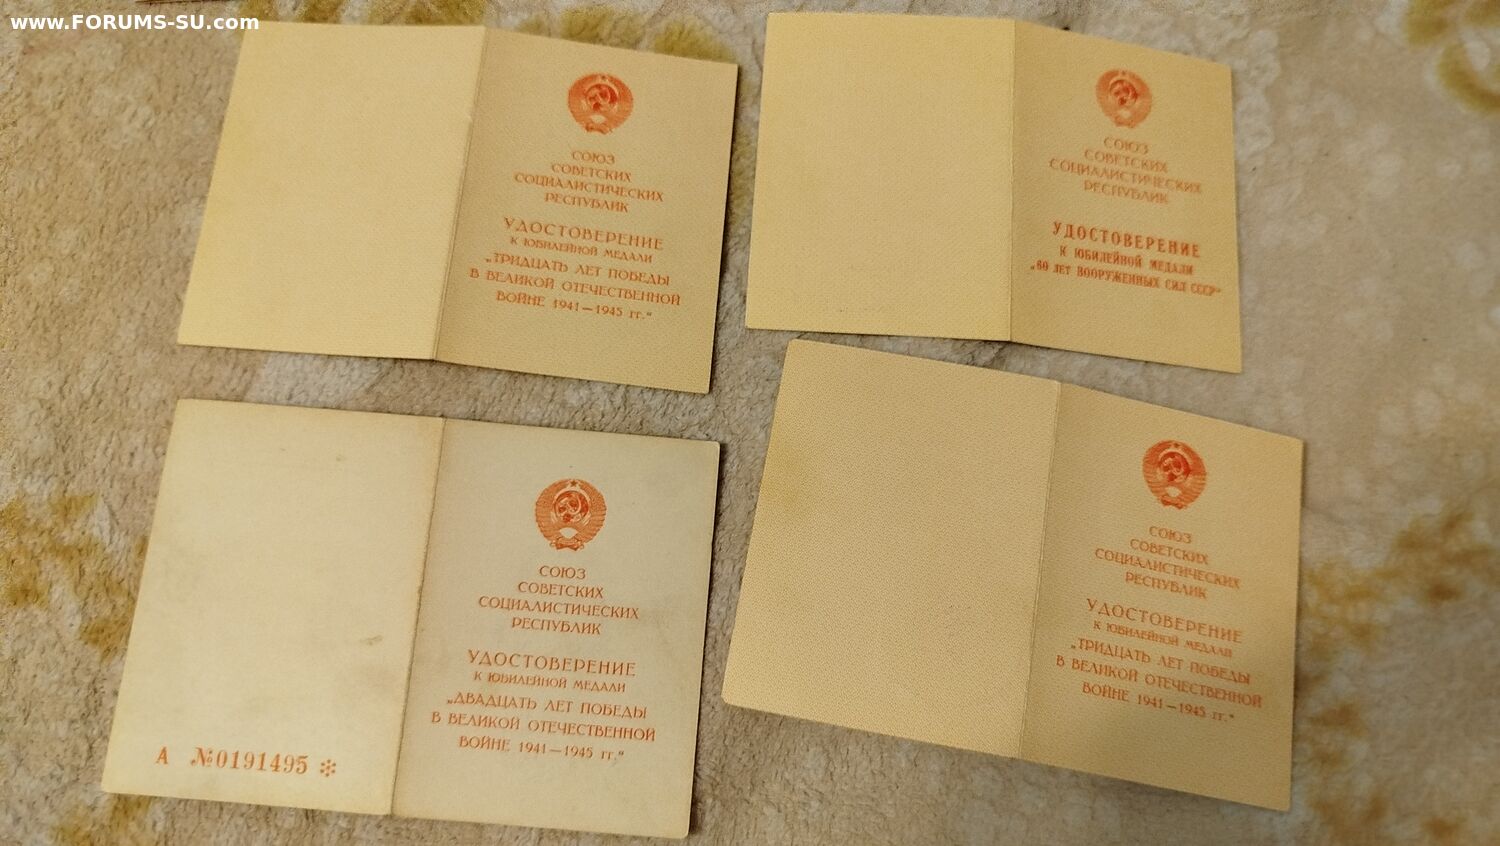 www.FORUMS-SU.com
СОЮЗ
СОВЕТСКИХ
СОЦИАЛИСТИЧЕСКИХ
РЕСПУБЛИК
УДОСТОВЕРЕНИЕ
К ЮБИЛЕЙНОЙ МЕДАЛИ
„ТРИДЦАТЬ ЛЕТ ПОБЕДЫ
В ВЕЛИКОЙ ОТЕЧЕСТВЕННОЙ
ВОЙНЕ 1941—1945 гг.“
СОЮЗ
СОВЕТСКИХ
СОЦИАЛИСТИЧЕСКИХ
РЕСПУБЛИК
УДОСТОВЕРЕНИЕ
К ЮБИЛЕЙНОЙ МЕДАЛИ
„60 ЛЕТ ВООРУЖЕННЫХ СИЛ СССР“
А №0191495 *
СОЮЗ
СОВЕТСКИХ
СОЦИАЛИСТИЧЕСКИХ
РЕСПУБЛИК
УДОСТОВЕРЕНИЕ
К ЮБИЛЕЙНОЙ МЕДАЛИ
„ДВАДЦАТЬ ЛЕТ ПОБЕДЫ
В ВЕЛИКОЙ ОТЕЧЕСТВЕННОЙ
ВОЙНЕ 1941—1945 гг.“
СОЮЗ
СОВЕТСКИХ
СОЦИАЛИСТИЧЕСКИХ
РЕСПУБЛИК
УДОСТОВЕРЕНИЕ
К ЮБИЛЕЙНОЙ МЕДАЛИ
„ТРИДЦАТЬ ЛЕТ ПОБЕДЫ
В ВЕЛИКОЙ ОТЕЧЕСТВЕННОЙ
ВОЙНЕ 1941—1945 гг.“